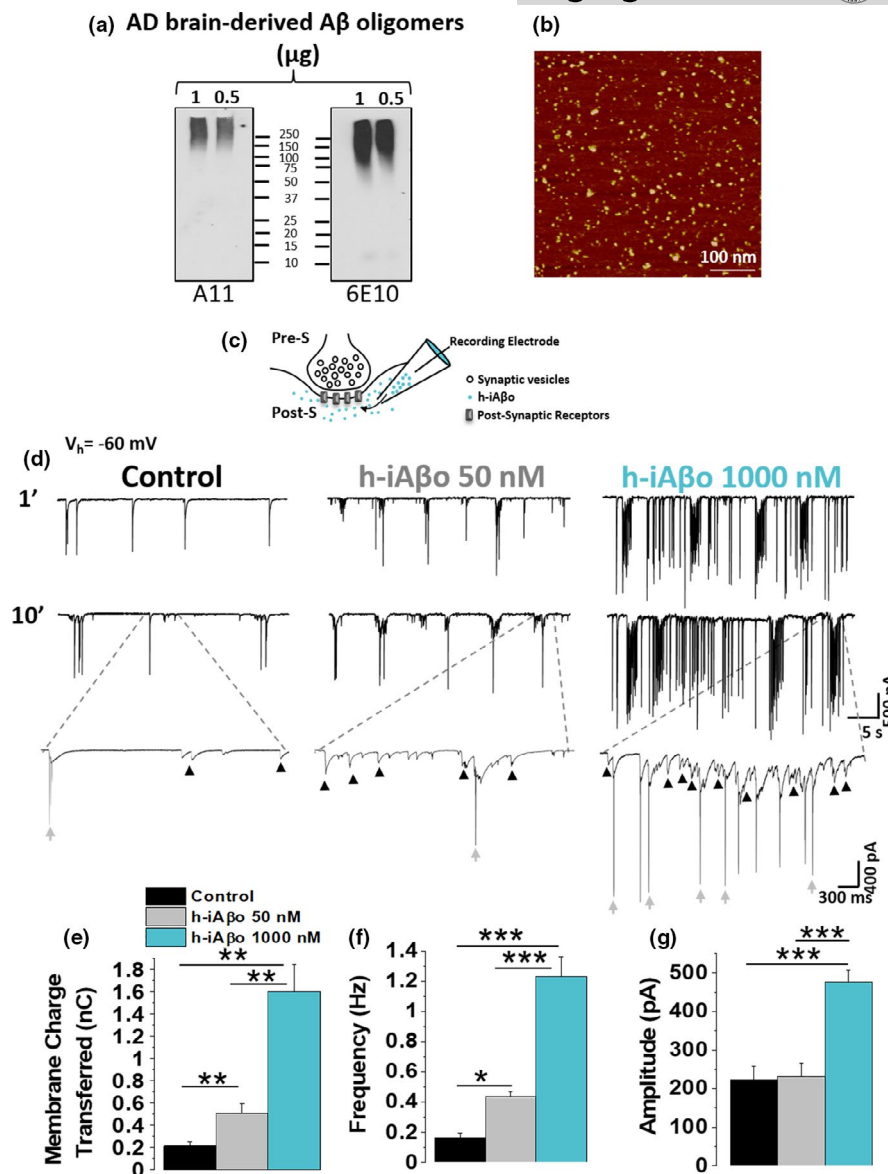 (a) AD brain-derived Aβ oligomers
(µg)
1 0.5
1 0.5
250
150
100
75
50
37
25
20
15
10
A11
6E10
(b)
100 nm
(c)
Pre-S
Post-S
Recording Electrode
Synaptic vesicles
h-iAβo
Post-Synaptic Receptors
(d)
Vh= -60 mV
Control
h-iAβo 50 nM
h-iAβo 1000 nM
1’
10’
500 pA
5 s
400 pA
300 ms
Control
h-iAβo 50 nM
h-iAβo 1000 nM
(e)
Membrane Charge
Transferred (nC)
1.8
1.6
1.4
1.2
1
0.8
0.6
0.4
0.2
0
**
**
**
(f)
Frequency (Hz)
1.4
1.2
1
0.8
0.6
0.4
0.2
0
***
***
*
(g)
Amplitude (pA)
500
400
300
200
100
0
***
***